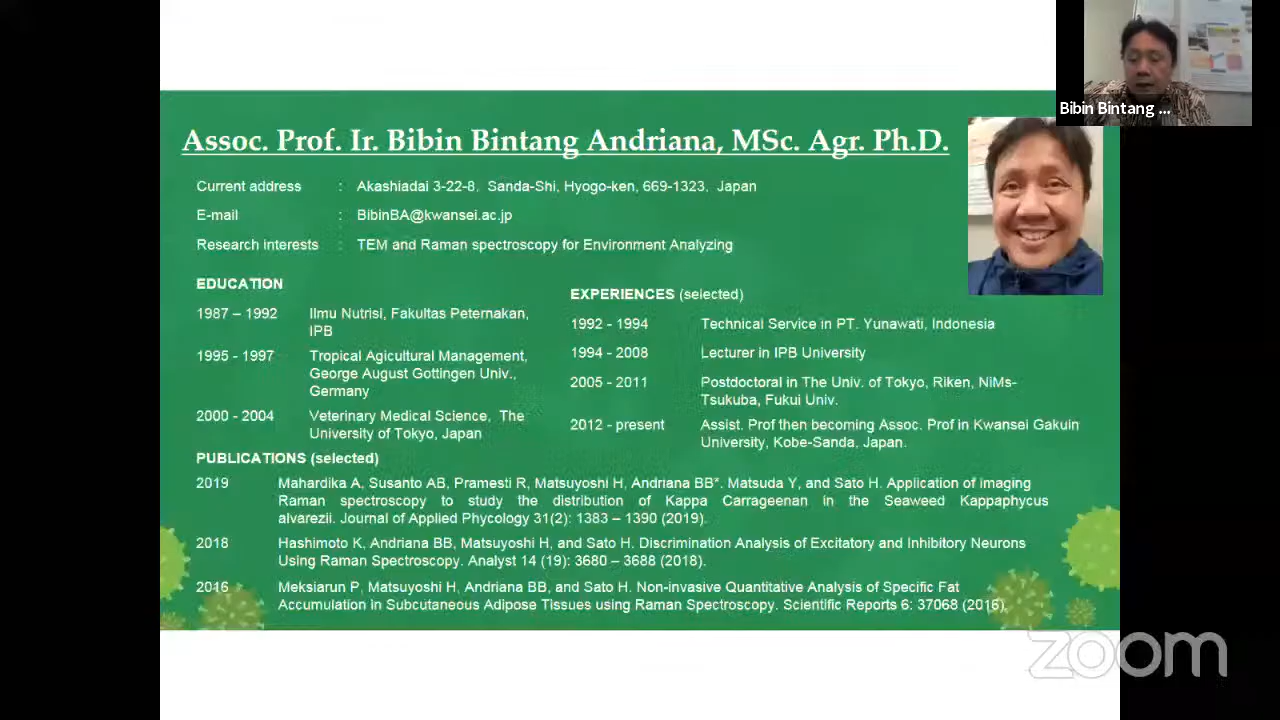 Bibin Bintang ...
Assoc. Prof. Ir. Bibin Bintang Andriana, MSc. Agr. Ph.D.
Current address : Akashiadai 3-22-8. Sanda-Shi, Hyogo-ken, 669-1323. Japan
E-mail : BibinBA@kwansei.ac.jp
Research interests : TEM and Raman spectroscopy for Environment Analyzing
EDUCATION
1987 – 1992 Ilmu Nutrisi, Fakultas Peternakan,
IPB
1995 - 1997 Tropical Agicultural Management,
George August Gottingen Univ.,
Germany
2000 - 2004 Veterinary Medical Science, The
University of Tokyo, Japan
EXPERIENCES (selected)
1992 - 1994 Technical Service in PT. Yunawati, Indonesia
1994 - 2008 Lecturer in IPB University
2005 - 2011 Postdoctoral in The Univ. of Tokyo, Riken, NiMs-
Tsukuba, Fukui Univ.
2012 - present Assist. Prof then becoming Assoc. Prof in Kwansei Gakuin
University, Kobe-Sanda, Japan.
PUBLICATIONS (selected)
2019 Mahardika A, Susanto AB, Pramesti R, Matsuyoshi H, Andriana BB*. Matsuda Y, and Sato H. Application of imaging
Raman spectroscopy to study the distribution of Kappa Carrageenan in the Seaweed Kappaphycus
alvarezii. Journal of Applied Phycology 31(2): 1383 – 1390 (2019).
2018 Hashimoto K, Andriana BB, Matsuyoshi H, and Sato H. Discrimination Analysis of Excitatory and Inhibitory Neurons
Using Raman Spectroscopy. Analyst 14 (19): 3680 – 3688 (2018).
2016 Meksiarun P, Matsuyoshi H, Andriana BB, and Sato H. Non-invasive Quantitative Analysis of Specific Fat
Accumulation in Subcutaneous Adipose Tissues using Raman Spectroscopy. Scientific Reports 6: 37068 (2016).
zoom